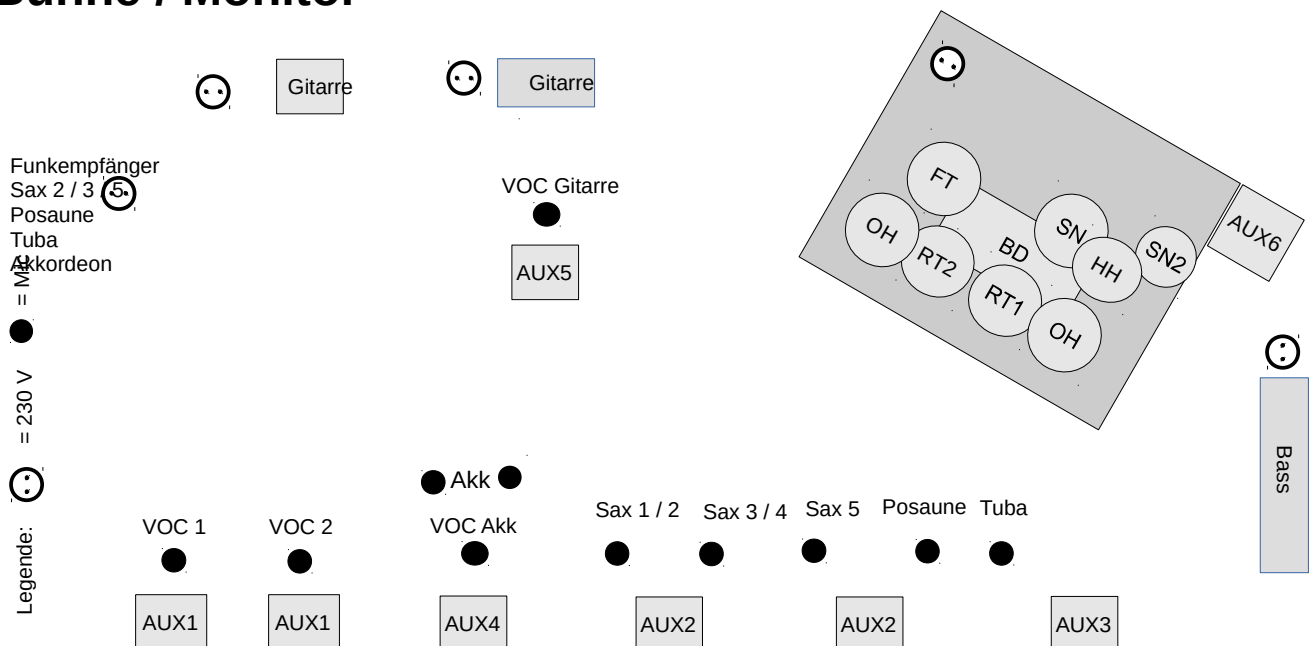 Bühne / Monitor
Gitarre
Gitarre
Funkempfänger
Sax 2 / 3 / 5
Posaune
Tuba
Akkordeon
VOC Gitarre
AUX5
FT
OH
RT2
BD
SN
HH
SN2
RT1
OH
AUX6
Bass
Legende:
= 230 V
= MIC
Akk
VOC 1
VOC 2
VOC Akk
Sax 1 / 2
Sax 3 / 4
Sax 5
Posaune
Tuba
AUX1
AUX1
AUX4
AUX2
AUX2
AUX3